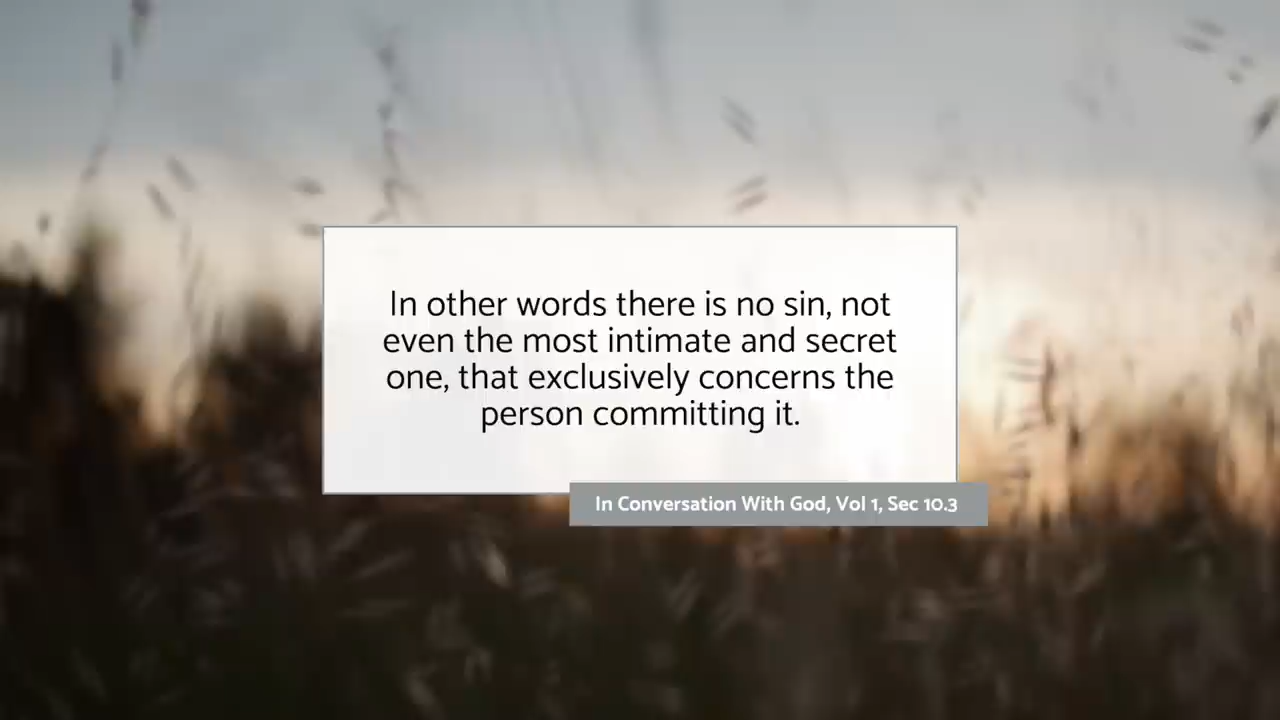 In other words there is no sin, not
even the most intimate and secret
one, that exclusively concerns the
person committing it.
In Conversation With God, Vol 1, Sec 10.3